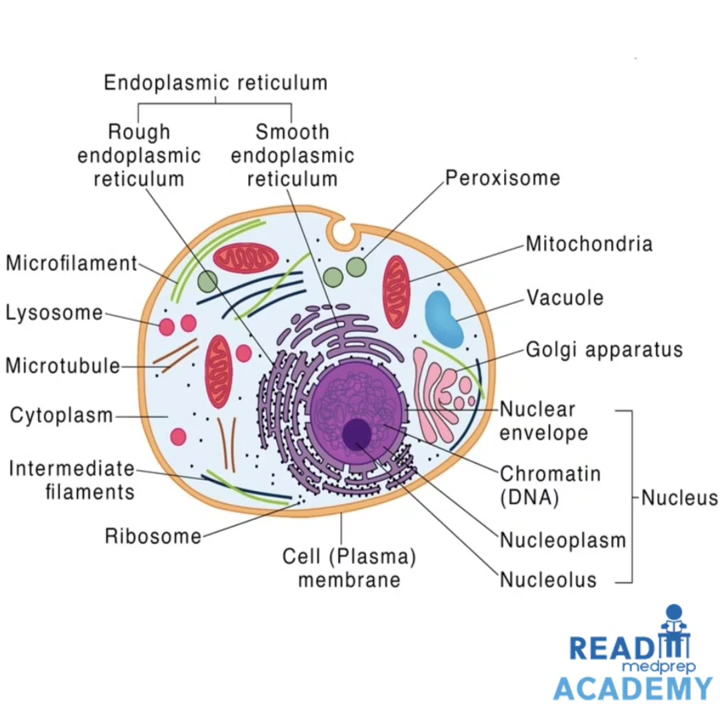 Endoplasmic reticulum
Rough
endoplasmic
reticulum
Smooth
endoplasmic
reticulum
Peroxisome
Mitochondria
Vacuole
Golgi apparatus
Nuclear
envelope
Chromatin
(DNA)
Nucleus
Nucleoplasm
Nucleolus
Microfilament
Lysosome
Microtubule
Cytoplasm
Intermediate
filaments
Ribosome
Cell (Plasma)
membrane
READ
medprep
ACADEMY